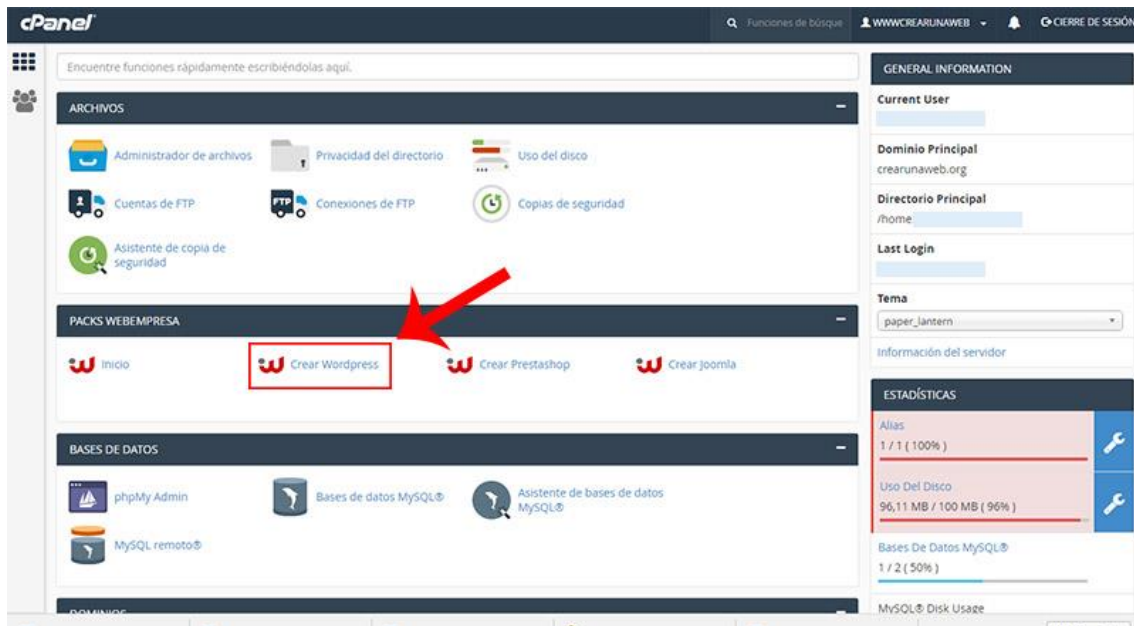 cPanel
Funciones de búsque
WWWCREARUNAWEB
CIERRE DE SESIÓN
Encuentre funciones rápidamente escribiéndolas aquí.
ARCHIVOS
Administrador de archivos
Privacidad del directorio
Uso del disco
Cuentas de FTP
FTP
Conexiones de FTP
Copias de seguridad
Asistente de copia de
seguridad
PACKS WEBEMPRESA
Inicio
Crear Wordpress
Crear Prestashop
Crear Joomla
BASES DE DATOS
phpMy Admin
Bases de datos MySQL®
Asistente de bases de datos
MySQL®
MySQL remoto®
DOMINIOS
GENERAL INFORMATION
Current User
Dominio Principal
crearunaweb.org
Directorio Principal
/home
Last Login
Tema
paper_lantern
Información del servidor
ESTADÍSTICAS
Alias
1 / 1 ( 100% )
Uso Del Disco
96,11 MB / 100 MB ( 96% )
Bases De Datos MySQL®
1 / 2 ( 50% )
MySQL® Disk Usage